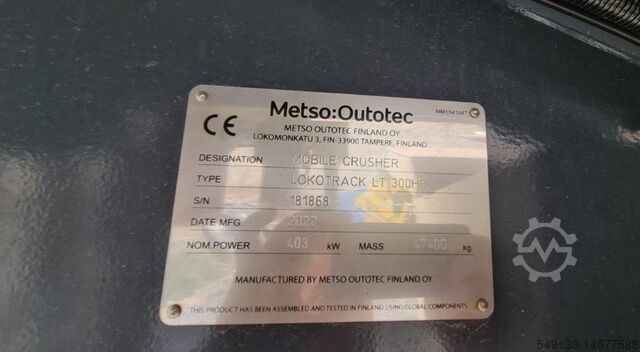 Metso:Outotec
MM1541847
CE
METSO OUTOTEC FINLAND OY
LOKOMONKATU 3, FIN-33900 TAMPERE, FINLAND
DESIGNATION MOBILE CRUSHER
TYPE LOKOTRACK LT 300HP
S/N 181868
DATE MFG. 2022
NOM.POWER 403 kW MASS 47400 kg
MANUFACTURED BY METSO OUTOTEC FINLAND OY
THIS PRODUCT HAS BEEN ASSEMBLED AND TESTED IN FINLAND USING GLOBAL COMPONENTS
549133-14677588